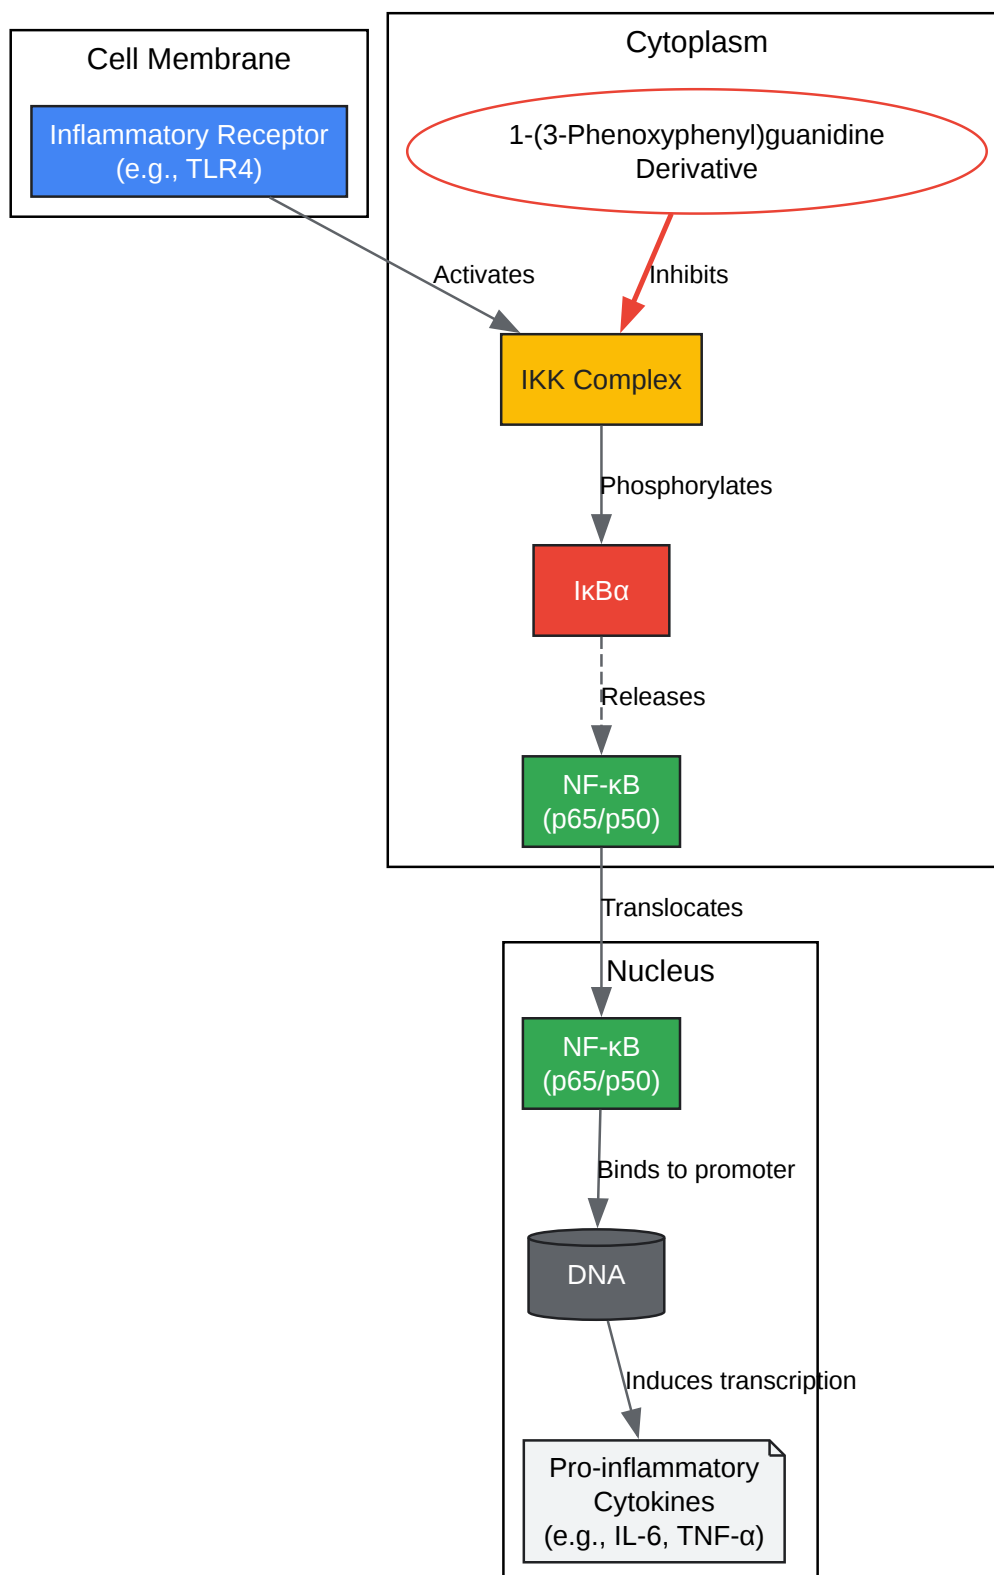 Cell Membrane
Inflammatory Receptor
(e.g., TLR4)
Cytoplasm
1-(3-Phenoxyphenyl)guanidine
Derivative
Activates
Inhibits
IKK Complex
Phosphorylates
IκBα
Releases
NF-κB
(p65/p50)
Translocates
Nucleus
NF-κB
(p65/p50)
Binds to promoter
DNA
Induces transcription
Pro-inflammatory
Cytokines
(e.g., IL-6, TNF-α)